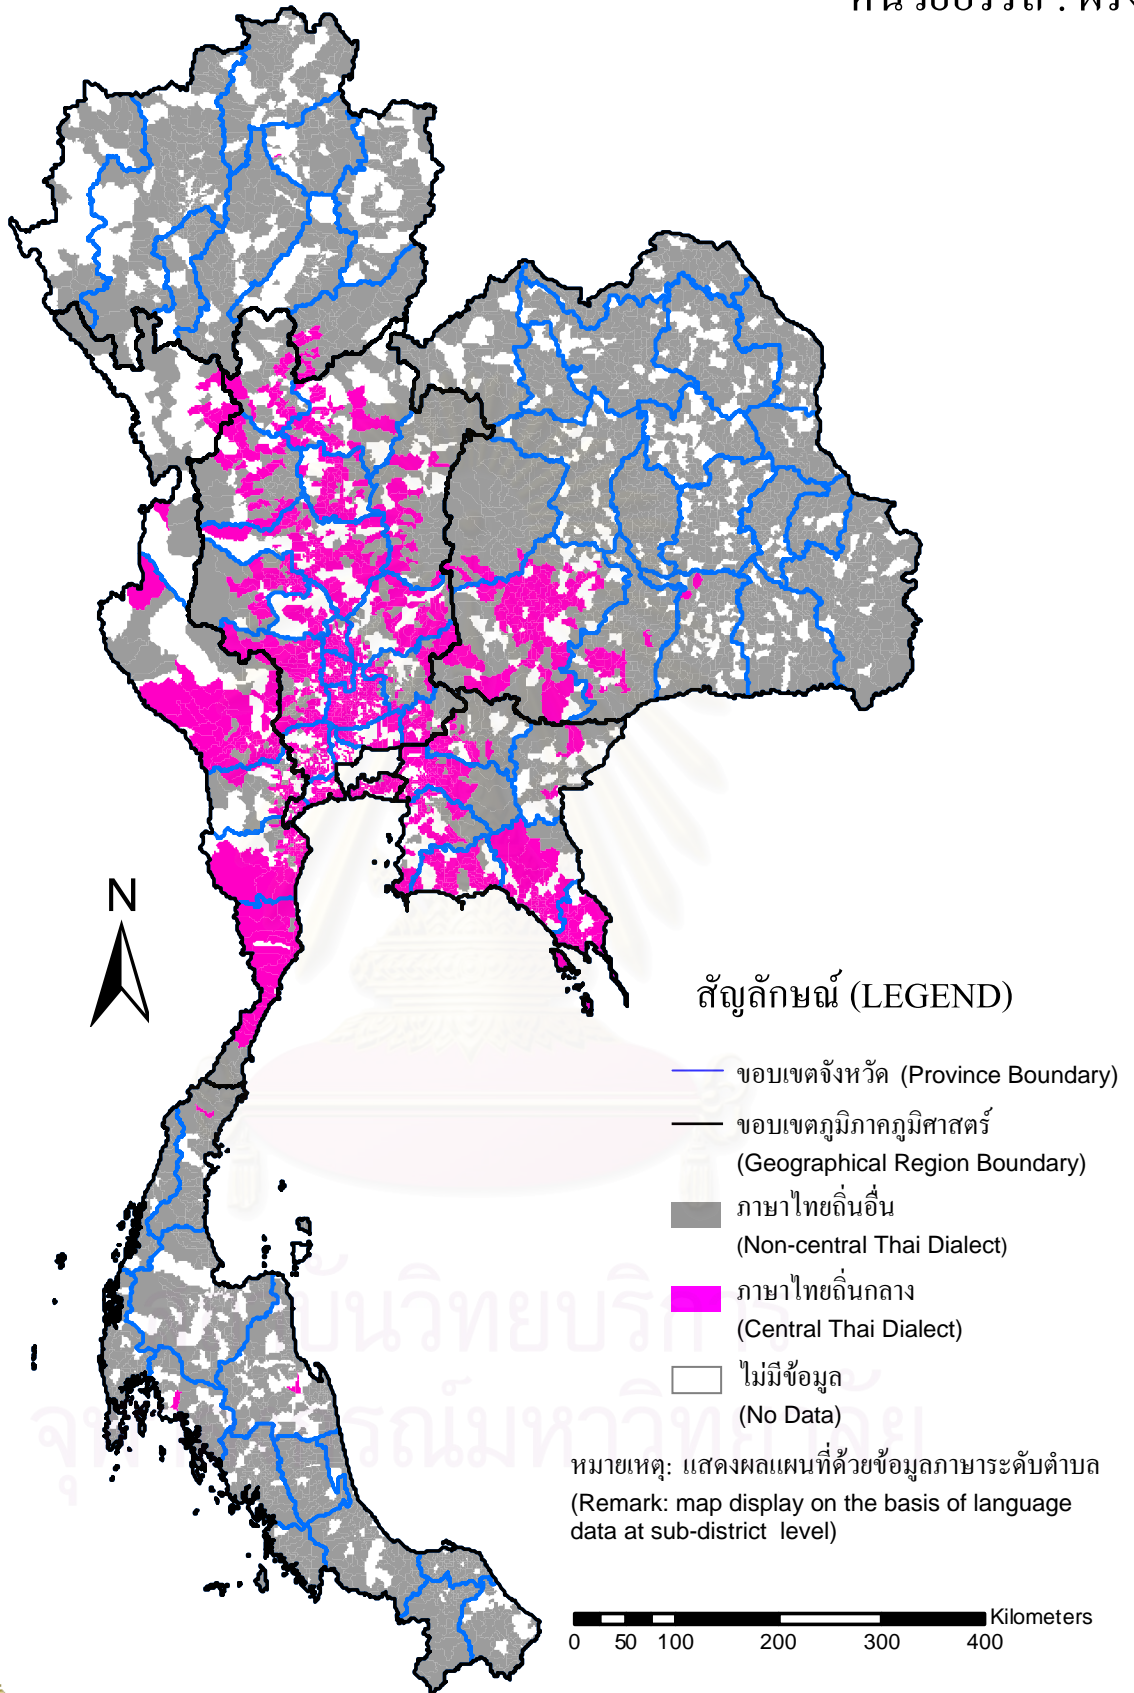 N
สัญลักษณ์ (LEGEND)
ขอบเขตจังหวัด (Province Boundary)
ขอบเขตภูมิภาคภูมิศาสตร์
(Geographical Region Boundary)
ภาษาไทยถิ่นอื่น
(Non-central Thai Dialect)
ภาษาไทยถิ่นกลาง
(Central Thai Dialect)
ไม่มีข้อมูล
(No Data)
หมายเหตุ: แสดงผลแผนที่ด้วยข้อมูลภาษาระดับตำบล
(Remark: map display on the basis of language
data at sub-district level)
Kilometers
0 50 100 200 300 400